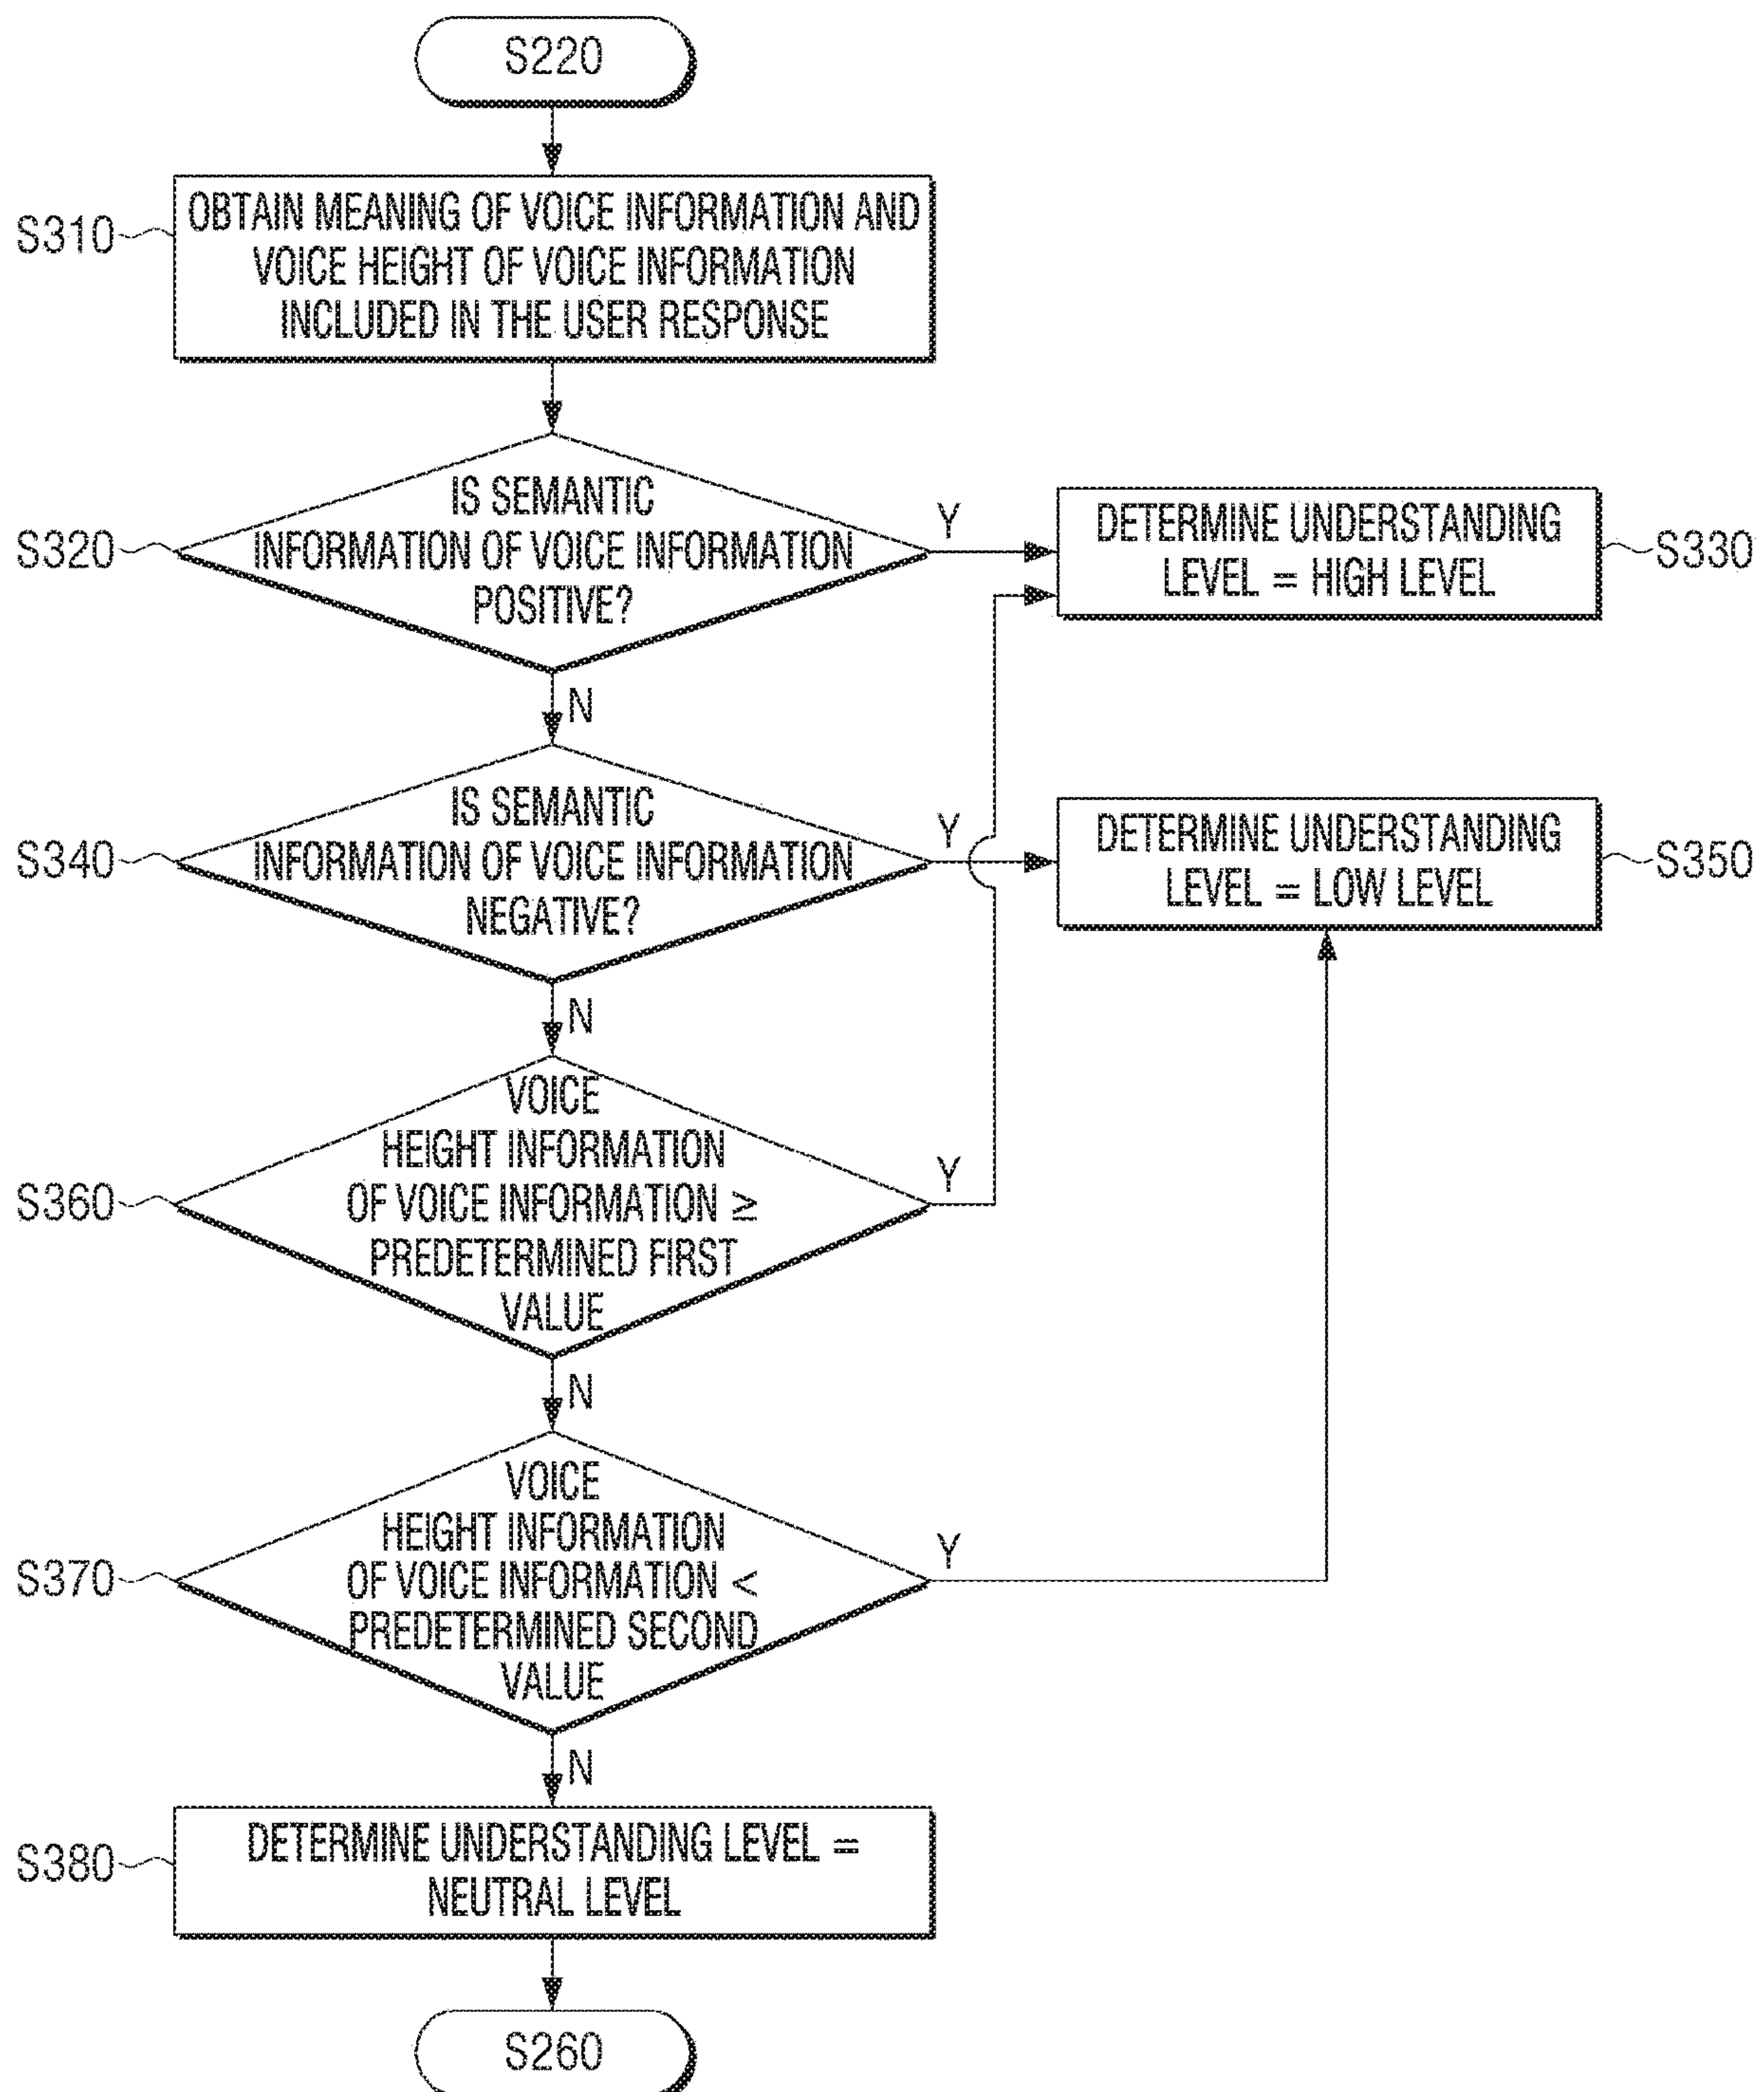 S220
S310
OBTAIN MEANING OF VOICE INFORMATION AND
VOICE HEIGHT OF VOICE INFORMATION
INCLUDED IN THE USER RESPONSE
S320
IS SEMANTIC
INFORMATION OF VOICE INFORMATION
POSITIVE?
Y
DETERMINE UNDERSTANDING
LEVEL = HIGH LEVEL
S330
N
S340
IS SEMANTIC
INFORMATION OF VOICE INFORMATION
NEGATIVE?
Y
DETERMINE UNDERSTANDING
LEVEL = LOW LEVEL
S350
N
S360
VOICE
HEIGHT INFORMATION
OF VOICE INFORMATION ≥
PREDETERMINED FIRST
VALUE
Y
N
S370
VOICE
HEIGHT INFORMATION
OF VOICE INFORMATION <
PREDETERMINED SECOND
VALUE
Y
N
S380
DETERMINE UNDERSTANDING LEVEL =
NEUTRAL LEVEL
S260